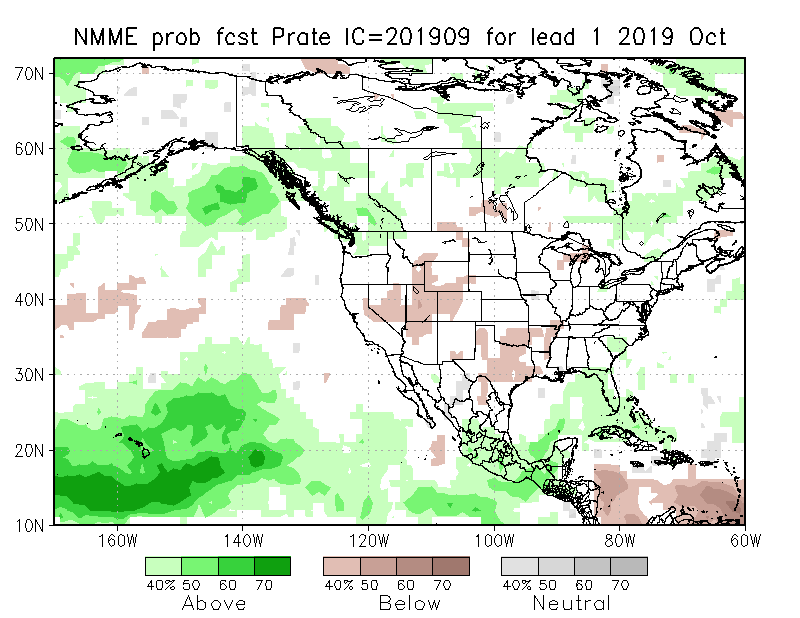 NMME prob fcst Prate IC=201909 for lead 1 2019 Oct
70N
60N
50N
40N
30N
20N
10N
160W 140W 120W 100W 80W 60W
40% 50 60 70 40% 50 60 70 40% 50 60 70
Above Below Neutral